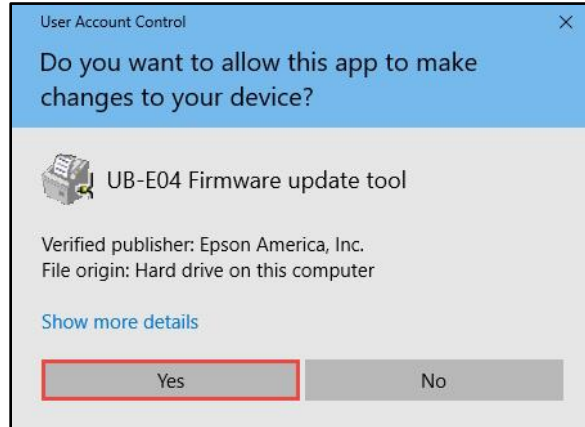 User Account Control
Do you want to allow this app to make
changes to your device?
UB-E04 Firmware update tool
Verified publisher: Epson America, Inc.
File origin: Hard drive on this computer
Show more details
Yes
No